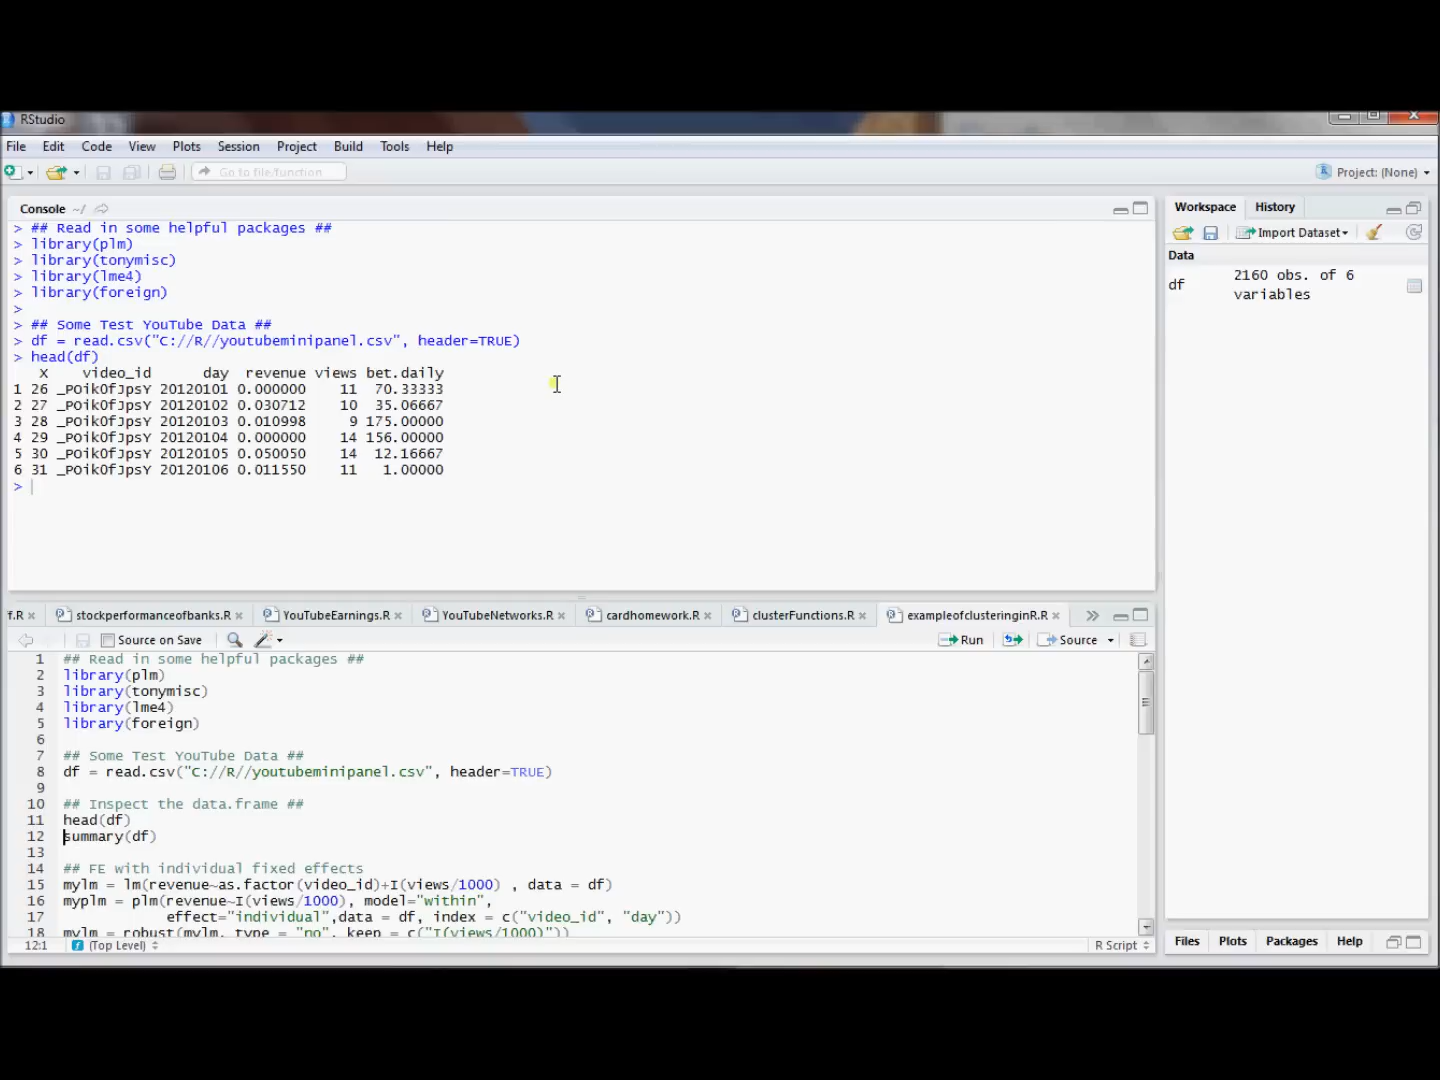 RStudio
File Edit Code View Plots Session Project Build Tools Help
Go to file/function Project: (None)
Console ~/
> ## Read in some helpful packages ##
> library(plm)
> library(tonymisc)
> library(lme4)
> library(foreign)
>
> ## Some Test YouTube Data ##
> df = read.csv("C://R//youtubeminipanel.csv", header=TRUE)
> head(df)
X video_id day revenue views bet.daily
1 26 _POikOfJpsY 20120101 0.000000 11 70.33333
2 27 _POikOfJpsY 20120102 0.030712 10 35.06667
3 28 _POikOfJpsY 20120103 0.010998 9 175.00000
4 29 _POikOfJpsY 20120104 0.000000 14 156.00000
5 30 _POikOfJpsY 20120105 0.050050 14 12.16667
6 31 _POikOfJpsY 20120106 0.011550 11 1.00000
>
Workspace History
Import Dataset
Data
df 2160 obs. of 6
variables
f.R stockperformanceofbanks.R YouTubeEarnings.R YouTubeNetworks.R cardhomework.R clusterFunctions.R exampleofclusteringinR.R
Source on Save Run Source
1 ## Read in some helpful packages ##
2 library(plm)
3 library(tonymisc)
4 library(lme4)
5 library(foreign)
6
7 ## Some Test YouTube Data ##
8 df = read.csv("C://R//youtubeminipanel.csv", header=TRUE)
9
10 ## Inspect the data.frame ##
11 head(df)
12 summary(df)
13
14 ## FE with individual fixed effects
15 mylm = lm(revenue~as.factor(video_id)+I(views/1000) , data = df)
16 myplm = plm(revenue~I(views/1000), model="within",
17 effect="individual",data = df, index = c("video_id", "day"))
18 mylm = robust(mylm, type = "no", keep = c("I(views/1000)"))
12:1 (Top Level) R Script
Files Plots Packages Help